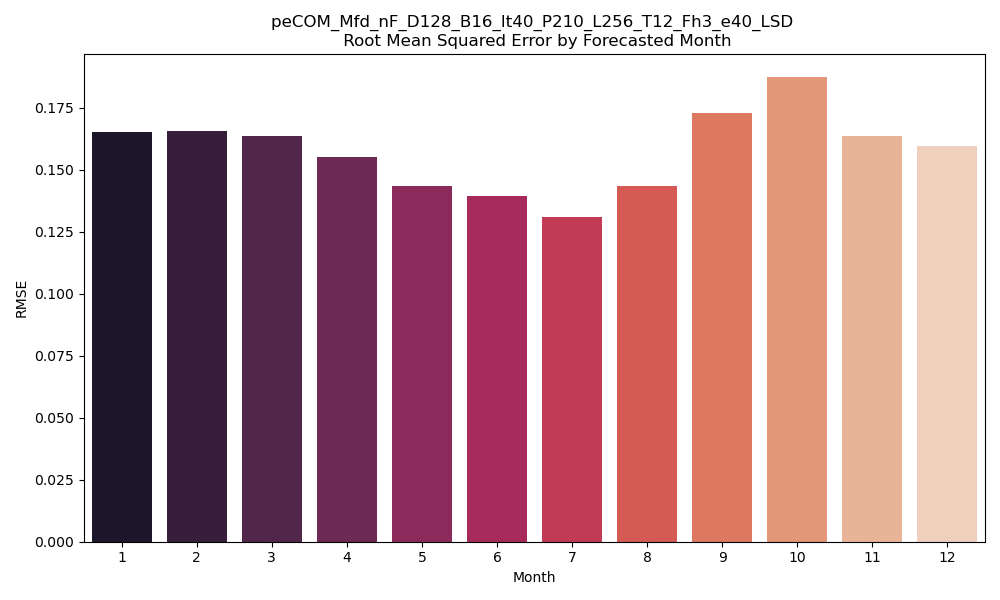 peCOM_Mfd_nF_D128_B16_It40_P210_L256_T12_Fh3_e40_LSD
Root Mean Squared Error by Forecasted Month
0.175
0.150
0.125
0.100
0.075
0.050
0.025
0.000
RMSE
1 2 3 4 5 6 7 8 9 10 11 12
Month